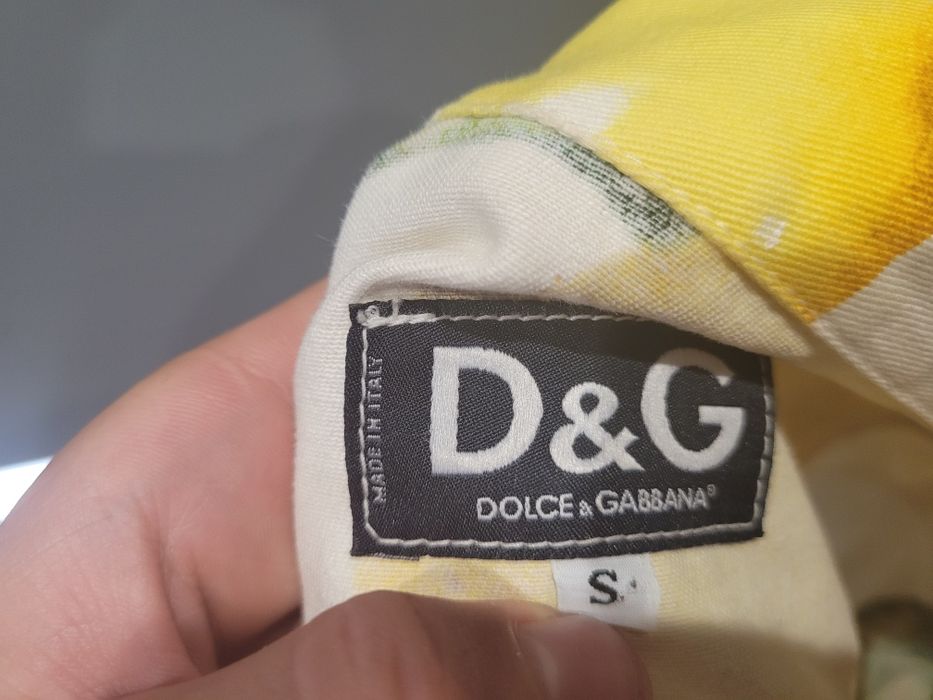 MADE IN ITALY
D&G
DOLCE & GABBANA®
S